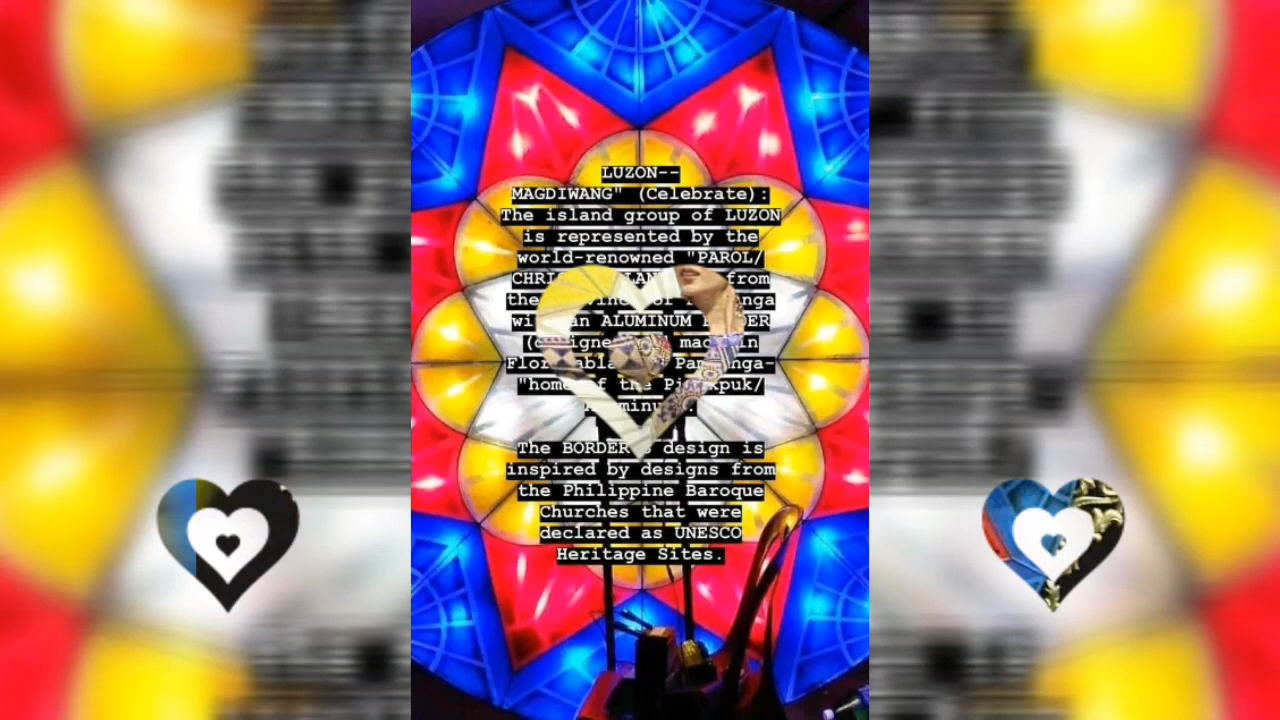 LUZON--
MAGDIWANG" (Celebrate):
The island group of LUZON
is represented by the
world-renowned "PAROL/
from
the
an ALUMINUM
in
"home of the
The BORDER's design is
inspired by designs from
the Philippine Baroque
Churches that were
declared as UNESCO
Heritage Sites.